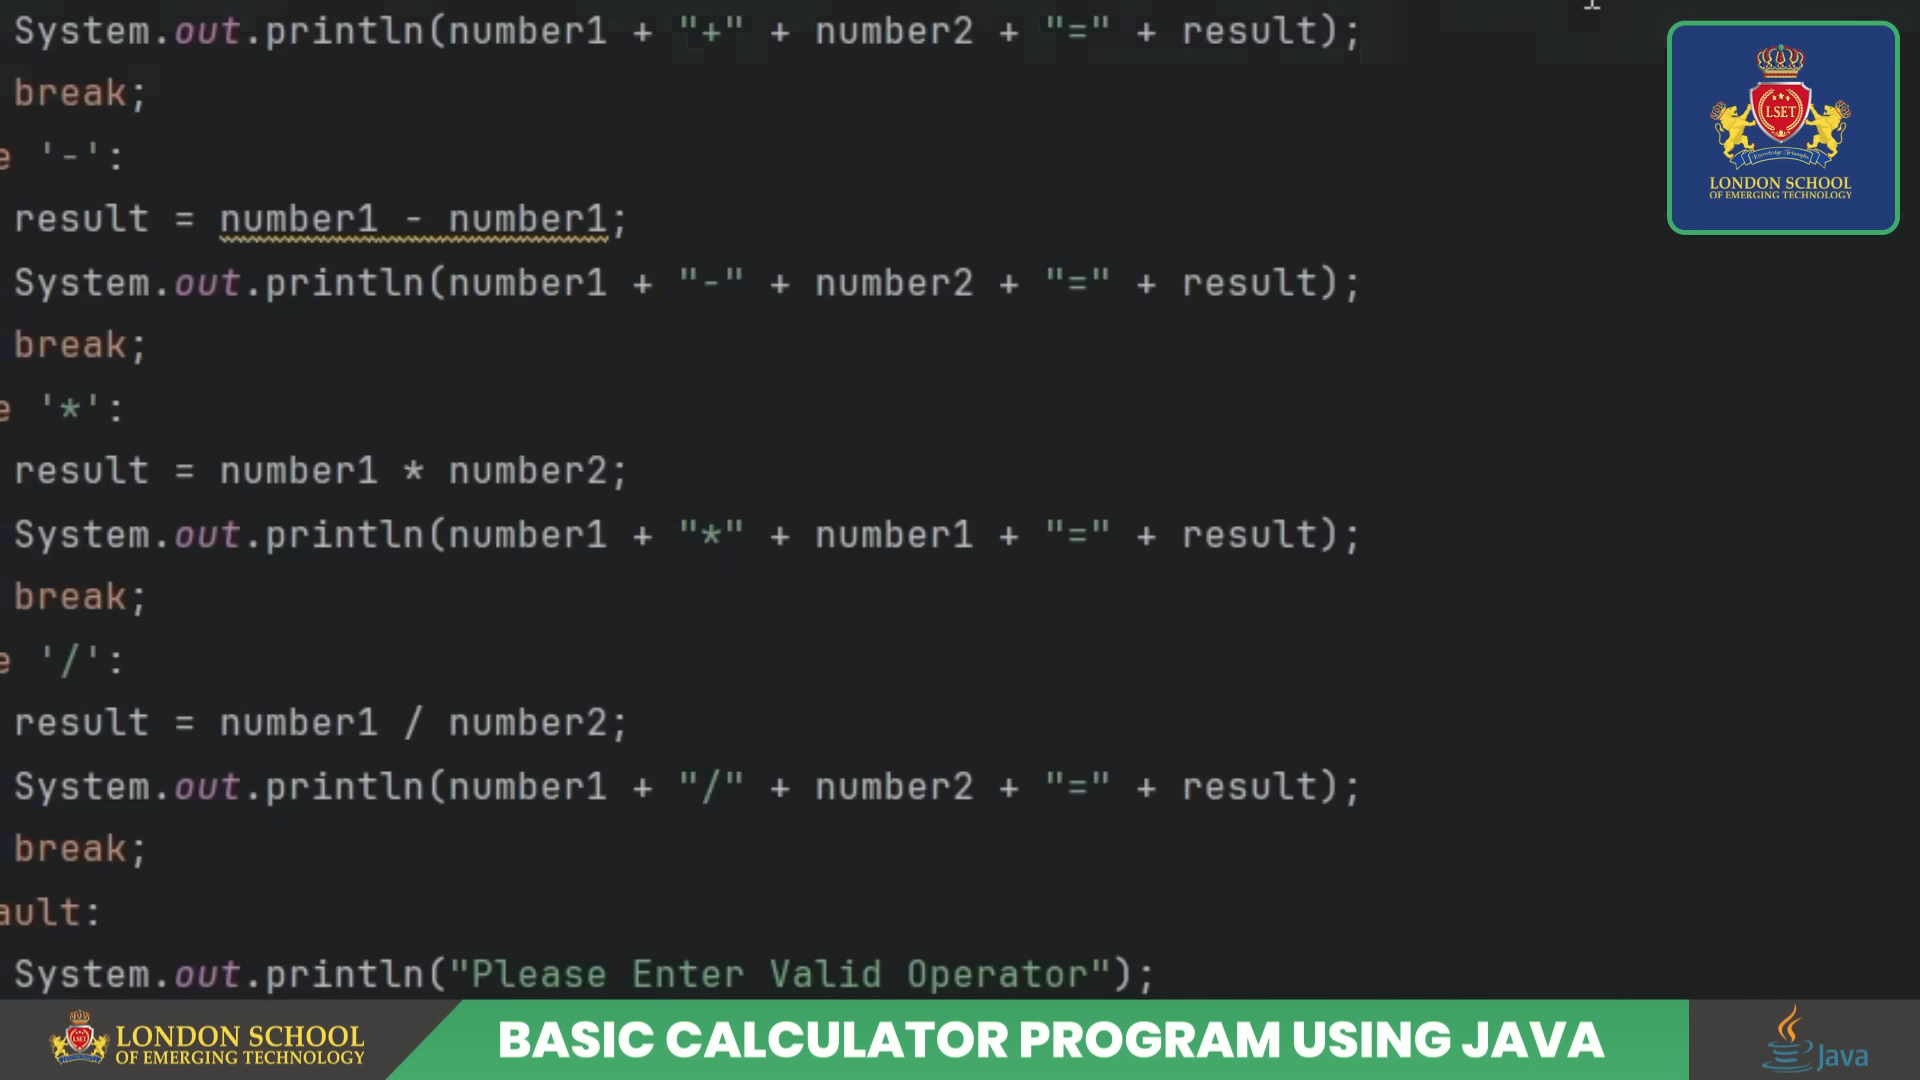 System.out.println(number1 + "+" + number2 + "=" + result);
break;
e '-':
result = number1 - number1;
System.out.println(number1 + "-" + number2 + "=" + result);
break;
e '*':
result = number1 * number2;
System.out.println(number1 + "*" + number1 + "=" + result);
break;
e '/':
result = number1 / number2;
System.out.println(number1 + "/" + number2 + "=" + result);
break;
ault:
System.out.println("Please Enter Valid Operator");
LSET
Knowledge Triumphs
LONDON SCHOOL
OF EMERGING TECHNOLOGY
LSET
LONDON SCHOOL
OF EMERGING TECHNOLOGY
BASIC CALCULATOR PROGRAM USING JAVA
Java